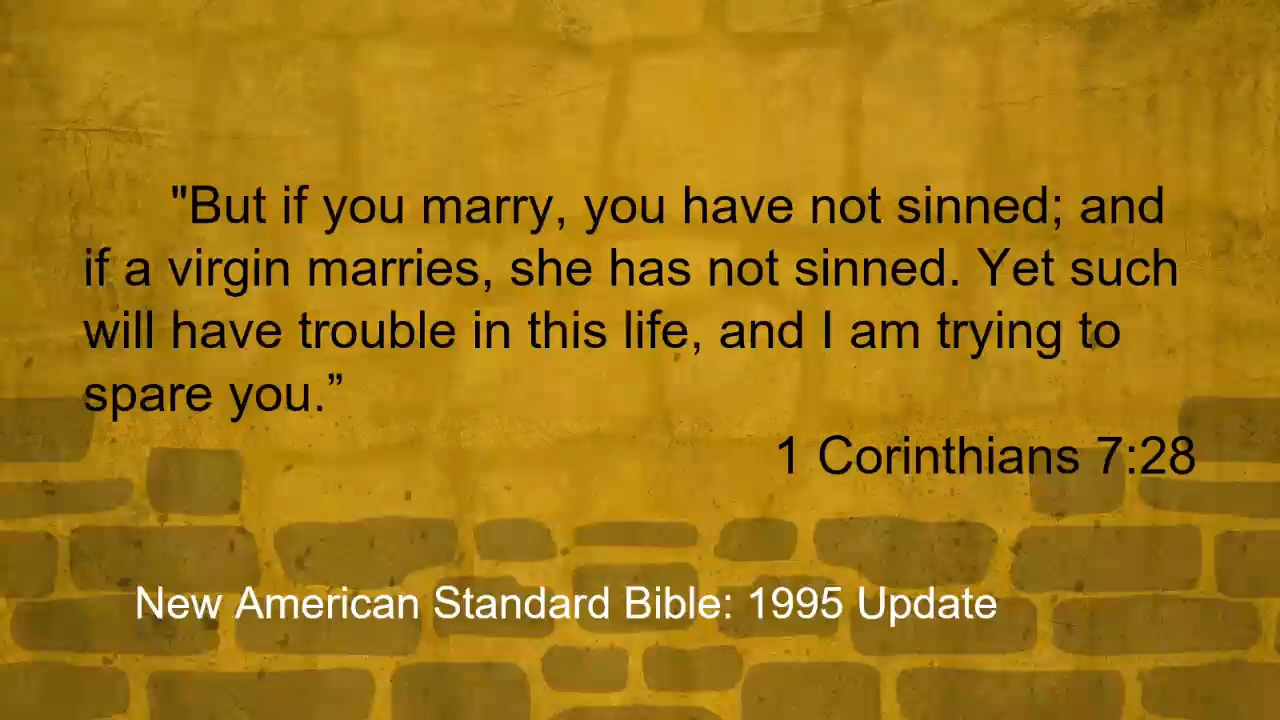 "But if you marry, you have not sinned; and
if a virgin marries, she has not sinned. Yet such
will have trouble in this life, and I am trying to
spare you.”
1 Corinthians 7:28
New American Standard Bible: 1995 Update